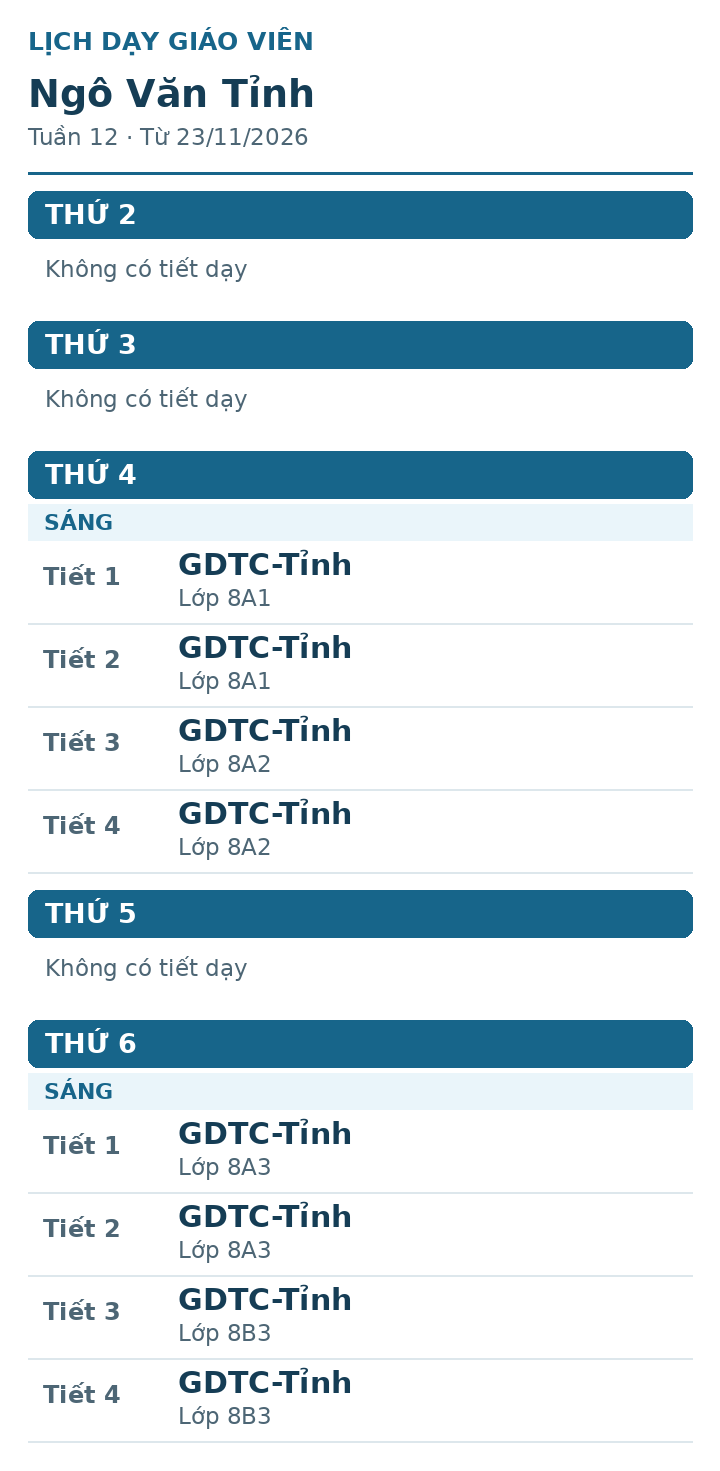 LỊCH DẠY GIÁO VIÊN
Ngô Văn Tỉnh
Tuần 12 · Từ 23/11/2026
THỨ 2
Không có tiết dạy
THỨ 3
Không có tiết dạy
THỨ 4
SÁNG
Tiết 1 GDTC-Tỉnh
Lớp 8A1
Tiết 2 GDTC-Tỉnh
Lớp 8A1
Tiết 3 GDTC-Tỉnh
Lớp 8A2
Tiết 4 GDTC-Tỉnh
Lớp 8A2
THỨ 5
Không có tiết dạy
THỨ 6
SÁNG
Tiết 1 GDTC-Tỉnh
Lớp 8A3
Tiết 2 GDTC-Tỉnh
Lớp 8A3
Tiết 3 GDTC-Tỉnh
Lớp 8B3
Tiết 4 GDTC-Tỉnh
Lớp 8B3